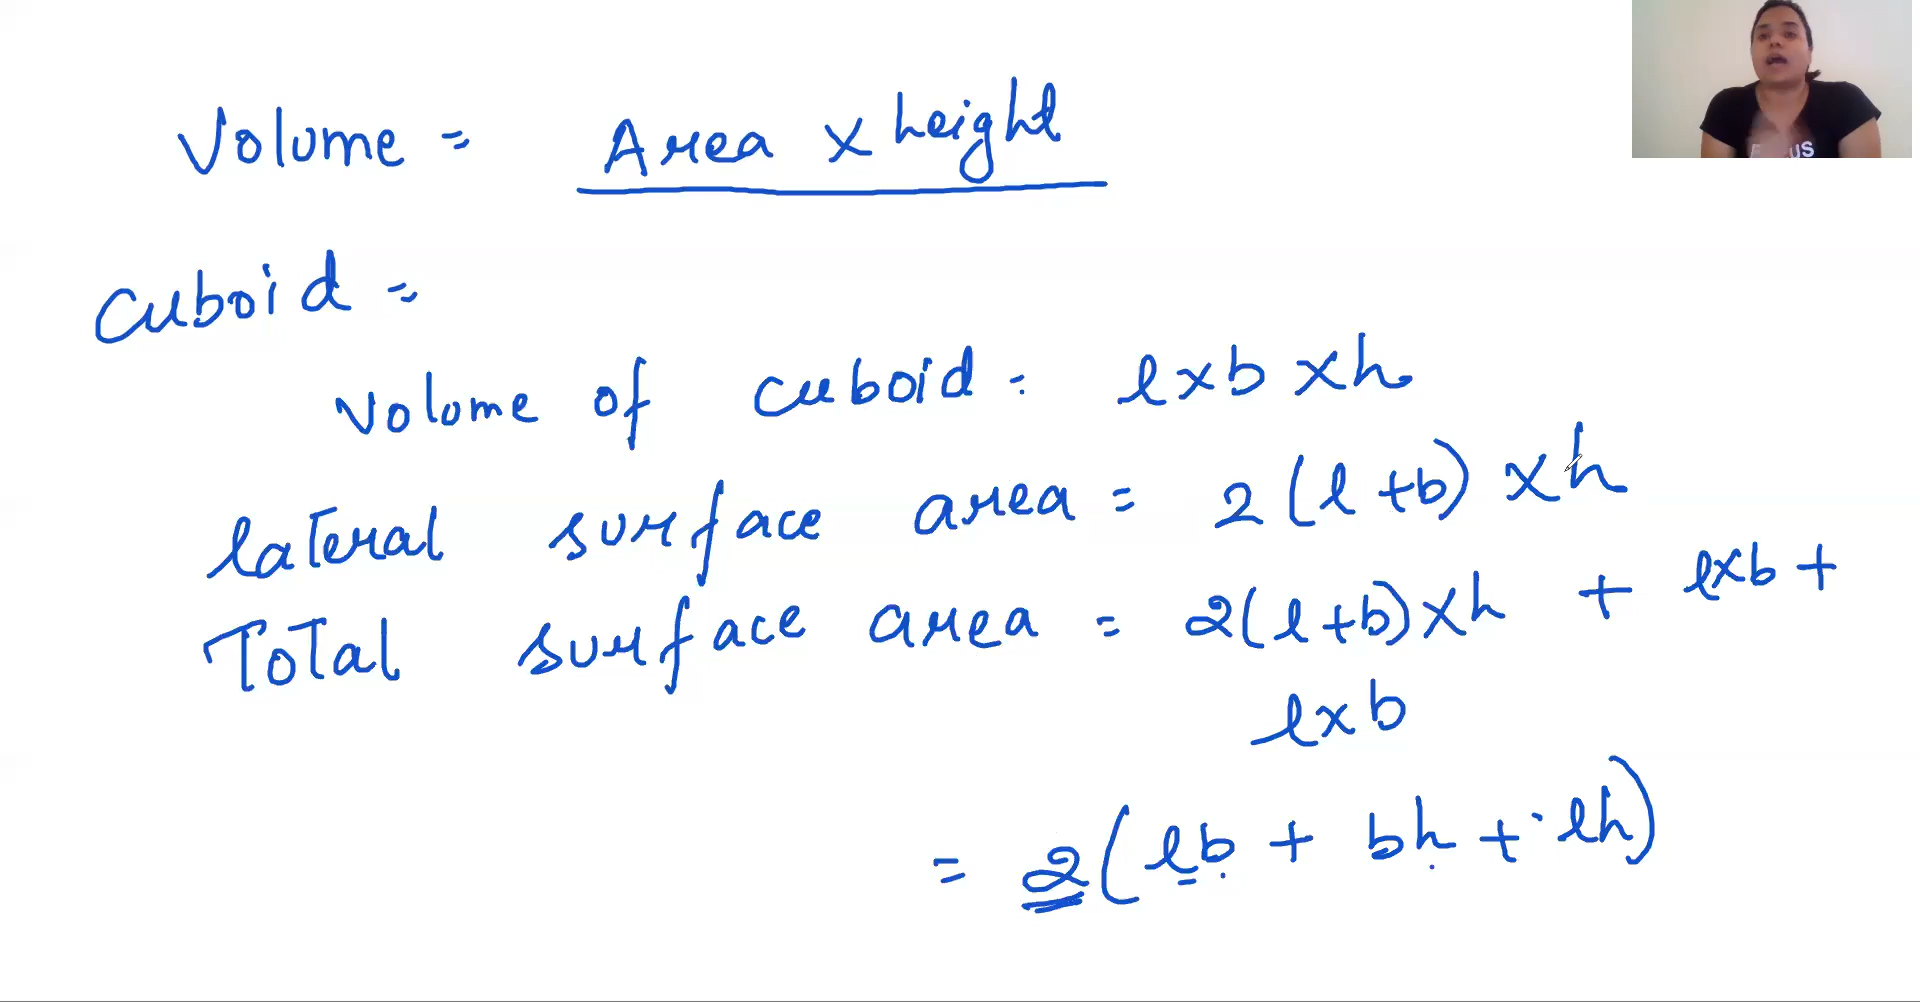 Volume = Area x height
Cuboid =
Volume of cuboid = l x b x h
lateral surface area = 2 (l + b) x h
Total surface area = 2(l + b) x h + l x b +
l x b
= 2 (lb + bh + lh)